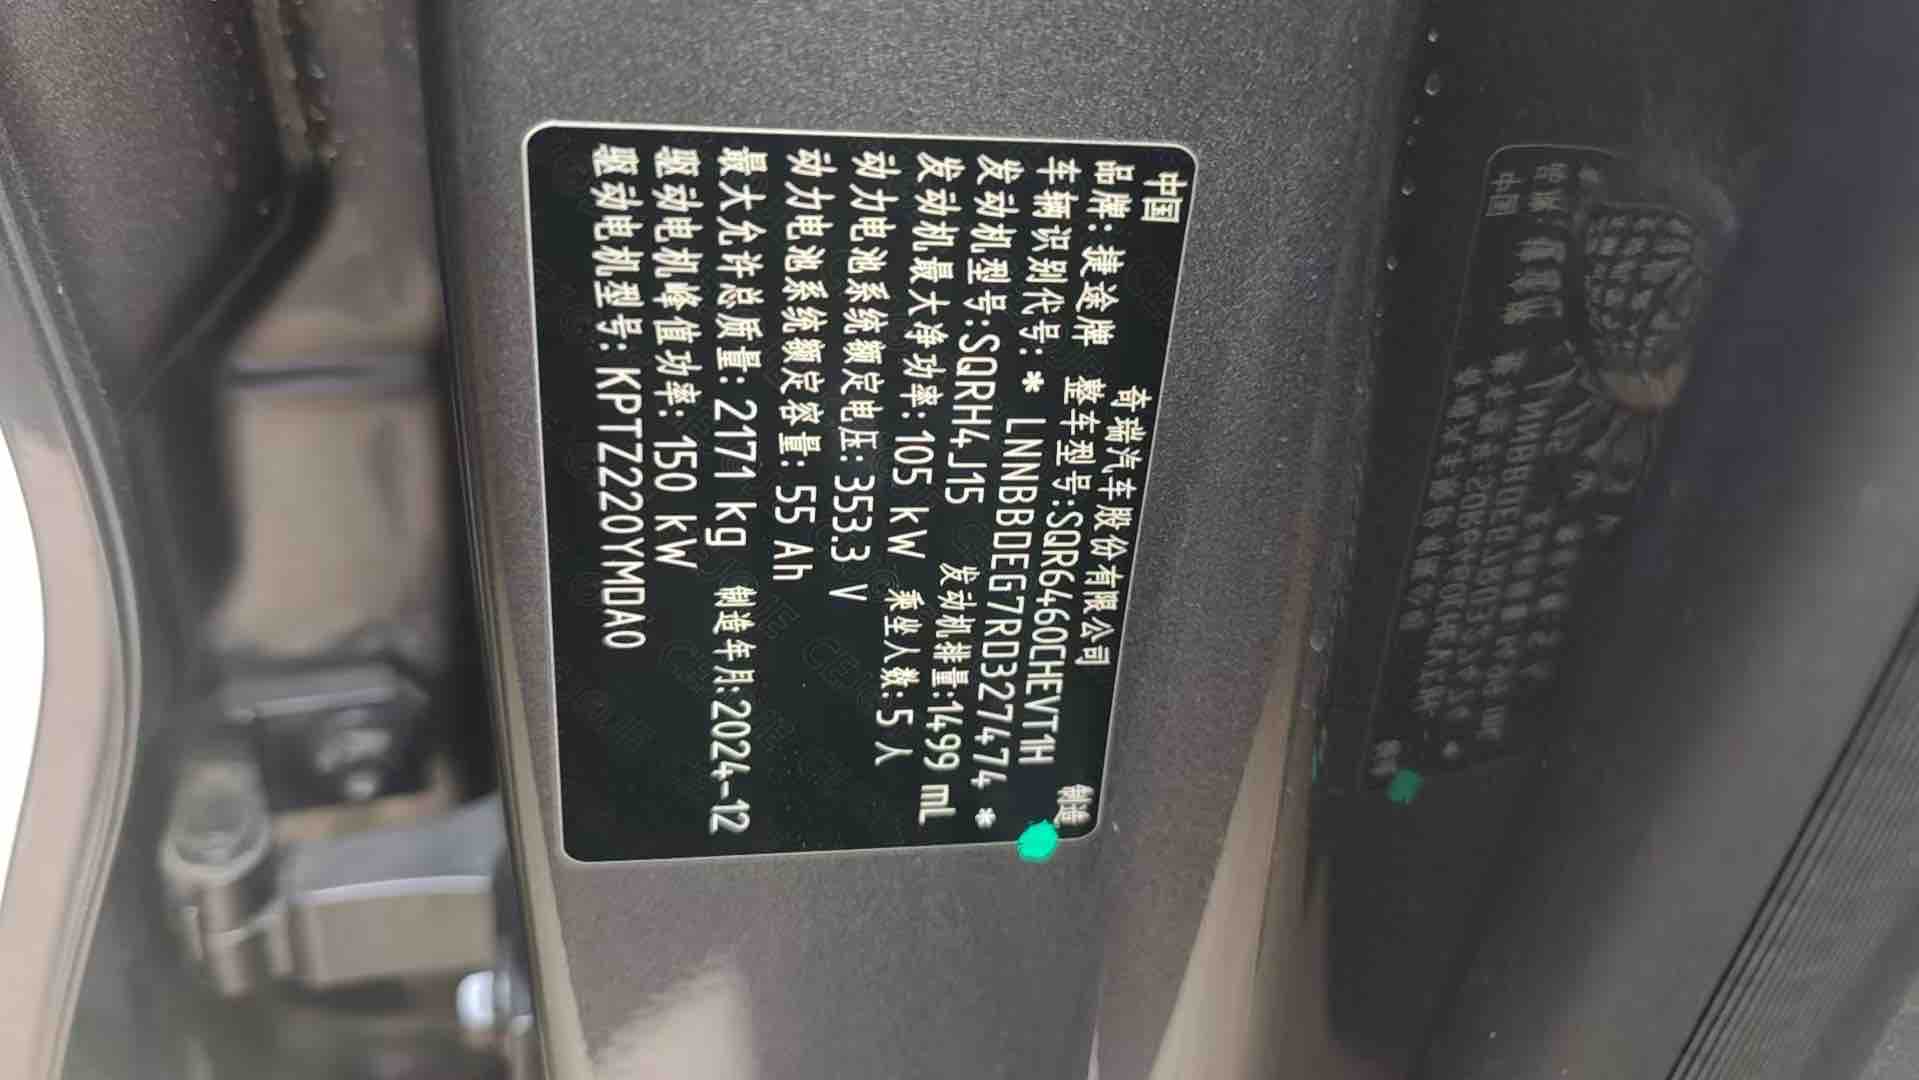 中国 奇瑞汽车股份有限公司 制造
品牌:捷途牌 整车型号:SQR6460CHEVT1H
车辆识别代号:* LNNBBDEG7RD327474 *
发动机型号:SQRH4J15 发动机排量:1499 mL
发动机最大净功率:105 kW 乘坐人数:5 人
动力电池系统额定电压:353.3 V
动力电池系统额定容量:55 Ah
最大允许总质量:2171 kg 制造年月:2024-12
驱动电机峰值功率:150 kW
驱动电机型号:KPTZ220YMDA0